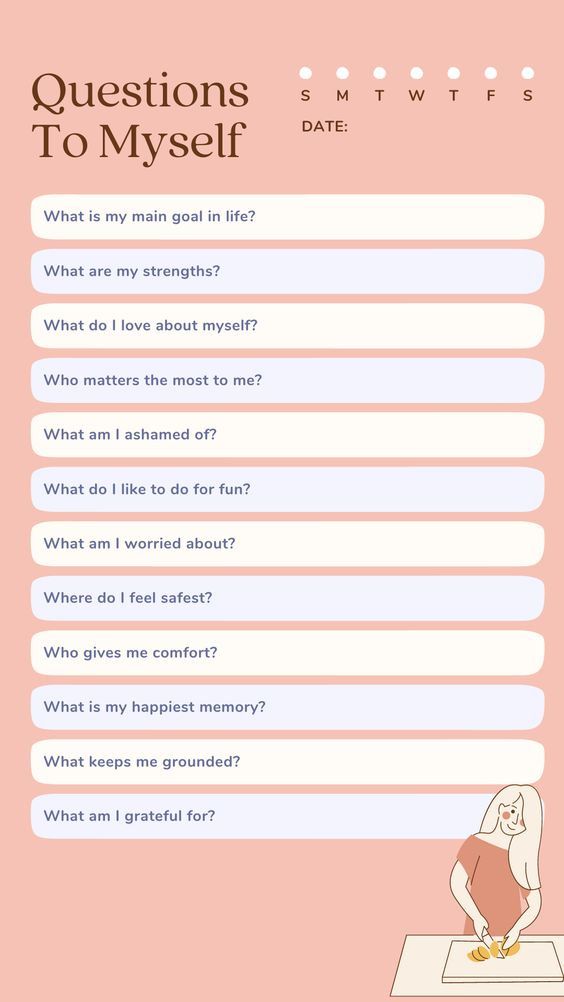 Questions
To Myself
S M T W T F S
DATE:
What is my main goal in life?
What are my strengths?
What do I love about myself?
Who matters the most to me?
What am I ashamed of?
What do I like to do for fun?
What am I worried about?
Where do I feel safest?
Who gives me comfort?
What is my happiest memory?
What keeps me grounded?
What am I grateful for?